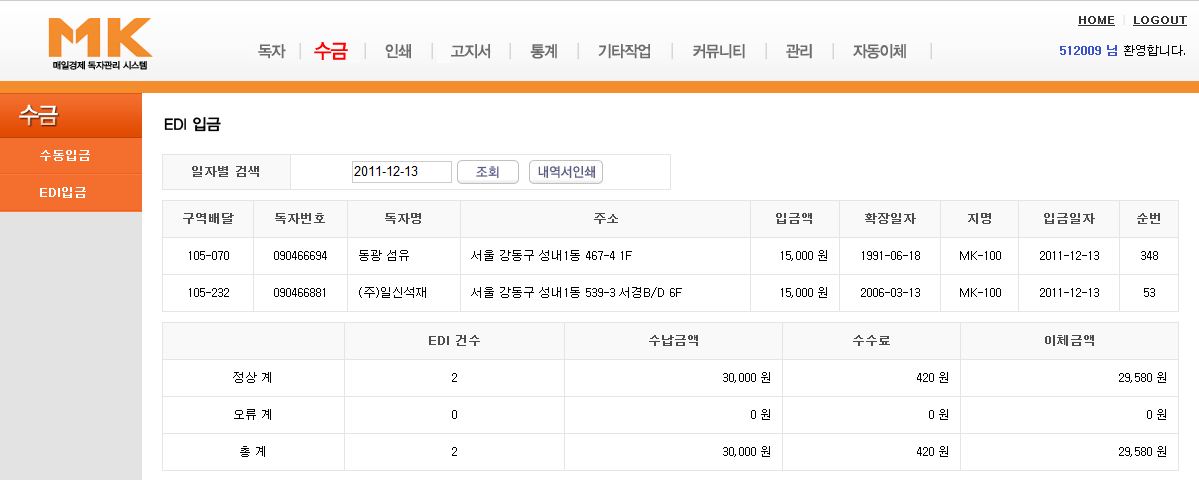 HOME LOGOUT
MK
매일경제 독자관리 시스템
독자 수금 인쇄 고지서 통계 기타작업 커뮤니티 관리 자동이체
512009 님 환영합니다.
수금
수동입금
EDI입금
EDI 입금
일자별 검색 2011-12-13 조회 내역서인쇄
구역배달 독자번호 독자명 주소 입금액 확장일자 지명 입금일자 순번
105-070 090466694 동광 섬유 서울 강동구 성내1동 467-4 1F 15,000 원 1991-06-18 MK-100 2011-12-13 348
105-232 090466881 (주)일신석재 서울 강동구 성내1동 539-3 서경B/D 6F 15,000 원 2006-03-13 MK-100 2011-12-13 53
EDI 건수 수납금액 수수료 이체금액
정상 계 2 30,000 원 420 원 29,580 원
오류 계 0 0 원 0 원 0 원
총 계 2 30,000 원 420 원 29,580 원